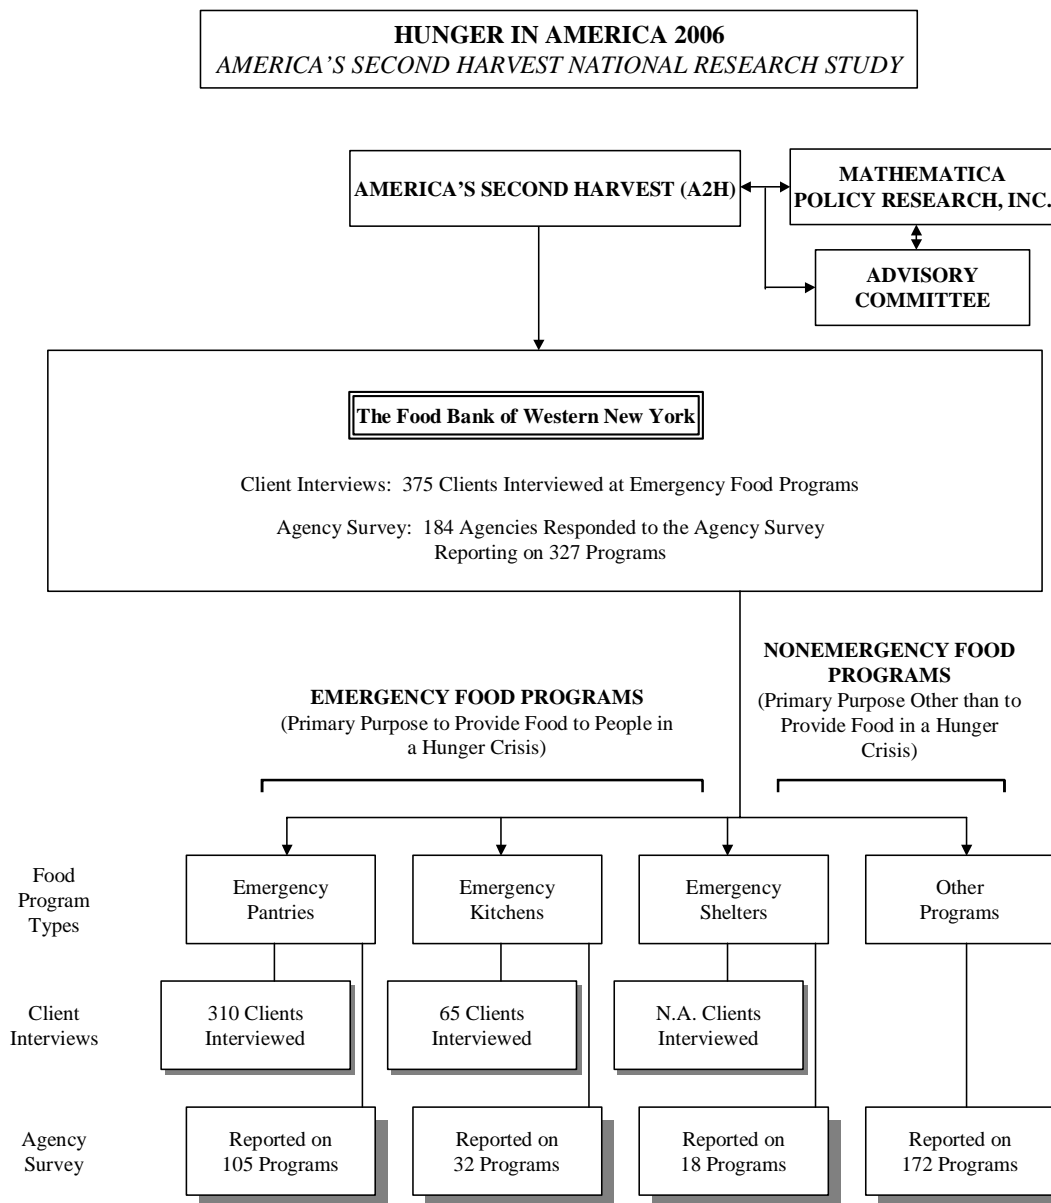 HUNGER IN AMERICA 2006
AMERICA'S SECOND HARVEST NATIONAL RESEARCH STUDY
AMERICA'S SECOND HARVEST (A2H)
MATHEMATICA
POLICY RESEARCH, INC.
ADVISORY
COMMITTEE
The Food Bank of Western New York
Client Interviews:  375 Clients Interviewed at Emergency Food Programs
Agency Survey:  184 Agencies Responded to the Agency Survey
Reporting on 327 Programs
EMERGENCY FOOD PROGRAMS
(Primary Purpose to Provide Food to People in
a Hunger Crisis)
NONEMERGENCY FOOD
PROGRAMS
(Primary Purpose Other than to
Provide Food in a Hunger
Crisis)
Food
Program
Types
Emergency
Pantries
Emergency
Kitchens
Emergency
Shelters
Other
Programs
Client
Interviews
310 Clients
Interviewed
65 Clients
Interviewed
N.A. Clients
Interviewed
Agency
Survey
Reported on
105 Programs
Reported on
32 Programs
Reported on
18 Programs
Reported on
172 Programs